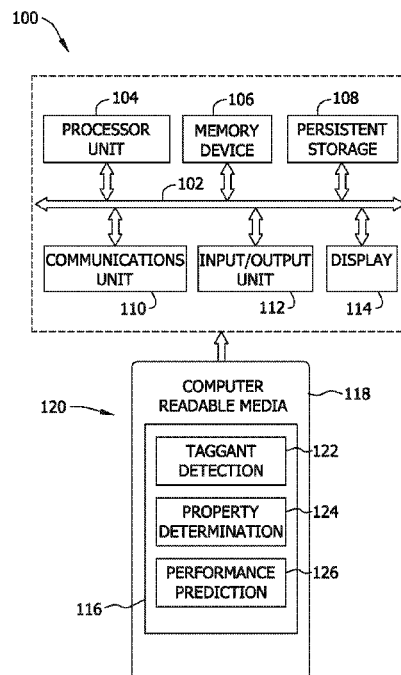 100
104
106
108
PROCESSOR
UNIT
MEMORY
DEVICE
PERSISTENT
STORAGE
102
COMMUNICATIONS
UNIT
INPUT/OUTPUT
UNIT
DISPLAY
110
112
114
COMPUTER
READABLE MEDIA
118
120
TAGGANT
DETECTION
122
PROPERTY
DETERMINATION
124
PERFORMANCE
PREDICTION
126
116